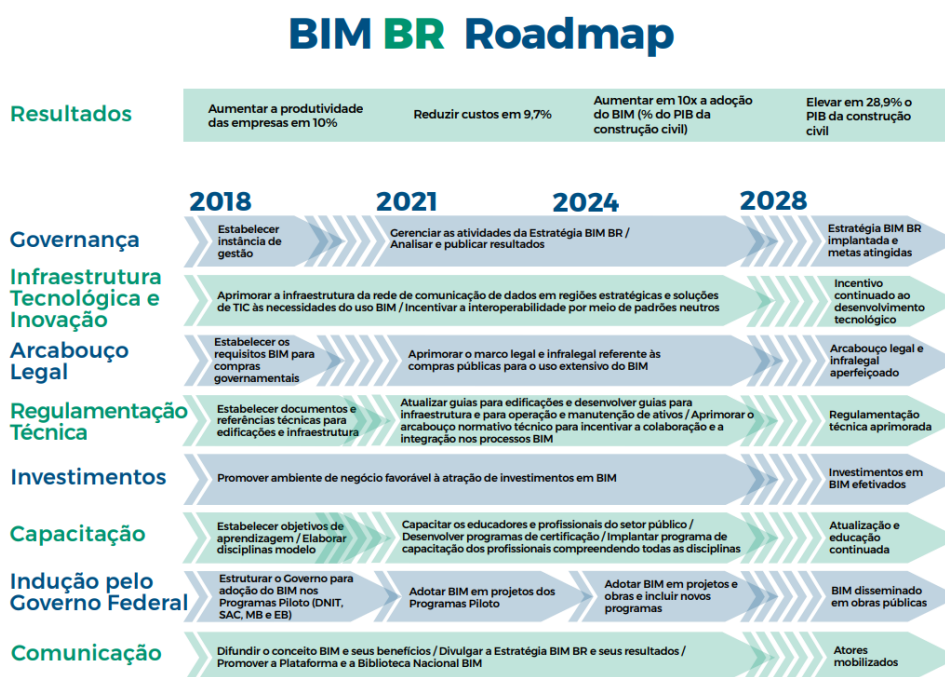 BIM BR Roadmap
Resultados
Aumentar a produtividade
das empresas em 10%
Reduzir custos em 9,7%
Aumentar em 10x a adoção
do BIM (% do PIB da
construção civil)
Elevar em 28,9% o
PIB da construção
civil
2018
2021
2024
2028
Governança
Estabelecer
instância de
gestão
Gerenciar as atividades da Estratégia BIM BR /
Analisar e publicar resultados
Estratégia BIM BR
implantada e
metas atingidas
Infraestrutura
Tecnológica e
Inovação
Aprimorar a infraestrutura da rede de comunicação de dados em regiões estratégicas e soluções
de TIC às necessidades do uso BIM / Incentivar a interoperabilidade por meio de padrões neutros
Incentivo
continuado ao
desenvolvimento
tecnológico
Arcabouço
Legal
Estabelecer os
requisitos BIM para
compras
governamentais
Aprimorar o marco legal e infralegal referente às
compras públicas para o uso extensivo do BIM
Arcabouço legal e
infralegal
aperfeiçoado
Regulamentação
Técnica
Estabelecer documentos e
referências técnicas para
edificações e infraestrutura
Atualizar guias para edificações e desenvolver guias para
infraestrutura e para operação e manutenção de ativos / Aprimorar o
arcabouço normativo técnico para incentivar a colaboração e a
integração nos processos BIM
Regulamentação
técnica aprimorada
Investimentos
Promover ambiente de negócio favorável à atração de investimentos em BIM
Investimentos em
BIM efetivados
Capacitação
Estabelecer objetivos de
aprendizagem / Elaborar
disciplinas modelo
Capacitar os educadores e profissionais do setor público /
Desenvolver programas de certificação / Implantar programa de
capacitação dos profissionais compreendendo todas as disciplinas
Atualização e
educação
continuada
Indução pelo
Governo Federal
Estruturar o Governo para
adoção do BIM nos
Programas Piloto (DNIT,
SAC, MB e EB)
Adotar BIM em projetos dos
Programas Piloto
Adotar BIM em projetos e
obras e incluir novos
programas
BIM disseminado
em obras públicas
Comunicação
Difundir o conceito BIM e seus benefícios / Divulgar a Estratégia BIM BR e seus resultados /
Promover a Plataforma e a Biblioteca Nacional BIM
Atores
mobilizados